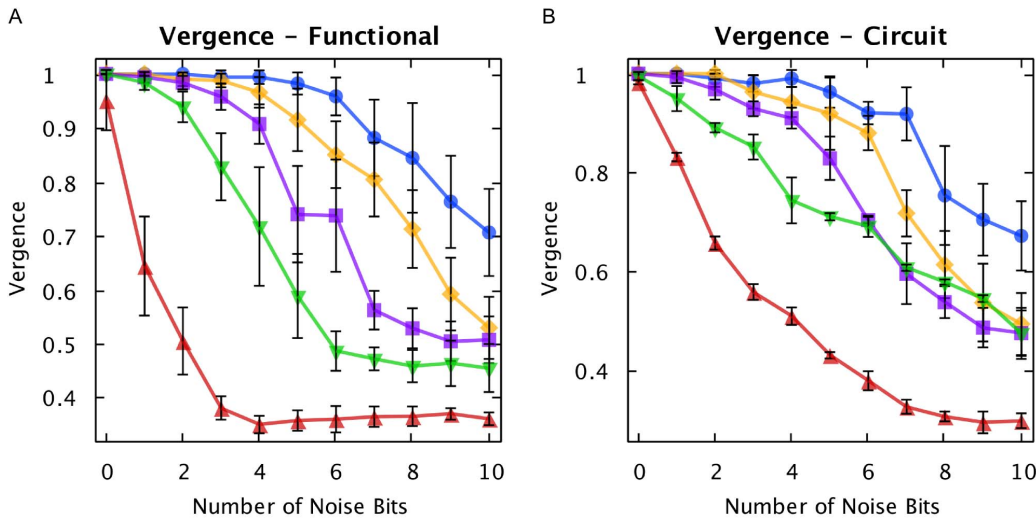 A
Vergence – Functional
1
0.9
0.8
0.7
0.6
0.5
0.4
Vergence
0 2 4 6 8 10
Number of Noise Bits
B
Vergence – Circuit
1
0.8
0.6
0.4
Vergence
0 2 4 6 8 10
Number of Noise Bits